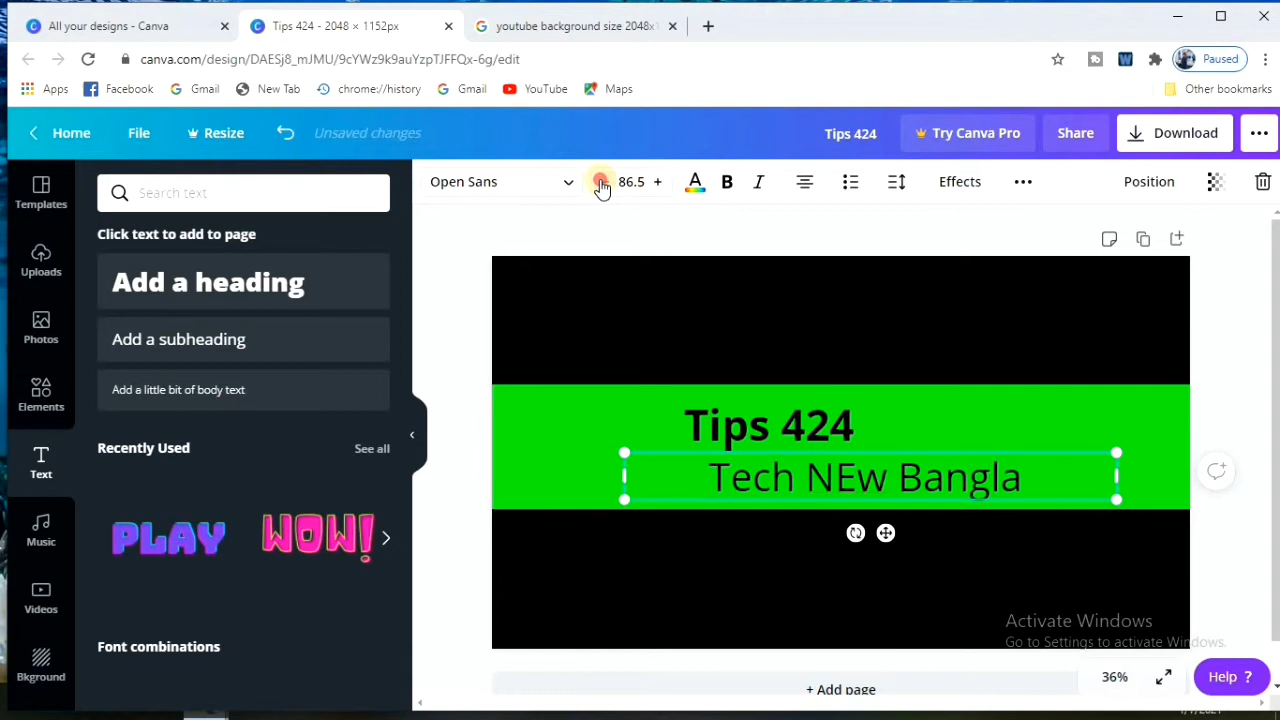 All your designs - Canva
Tips 424 - 2048 × 1152px
youtube background size 2048x1
canva.com/design/DAESj8_mJMU/9cYWz9k9auYzpTJFFQx-6g/edit
Paused
Apps
Facebook
Gmail
New Tab
chrome://history
Gmail
YouTube
Maps
Other bookmarks
Home
File
Resize
Unsaved changes
Tips 424
Try Canva Pro
Share
Download
Open Sans
86.5 +
A
B
I
Effects
Position
Templates
Uploads
Photos
Elements
Text
Music
Videos
Bkground
Search text
Click text to add to page
Add a heading
Add a subheading
Add a little bit of body text
Recently Used
See all
PLAY
WOW!
Font combinations
Tips 424
Tech NEw Bangla
Activate Windows
Go to Settings to activate Windows.
+ Add page
36%
Help ?